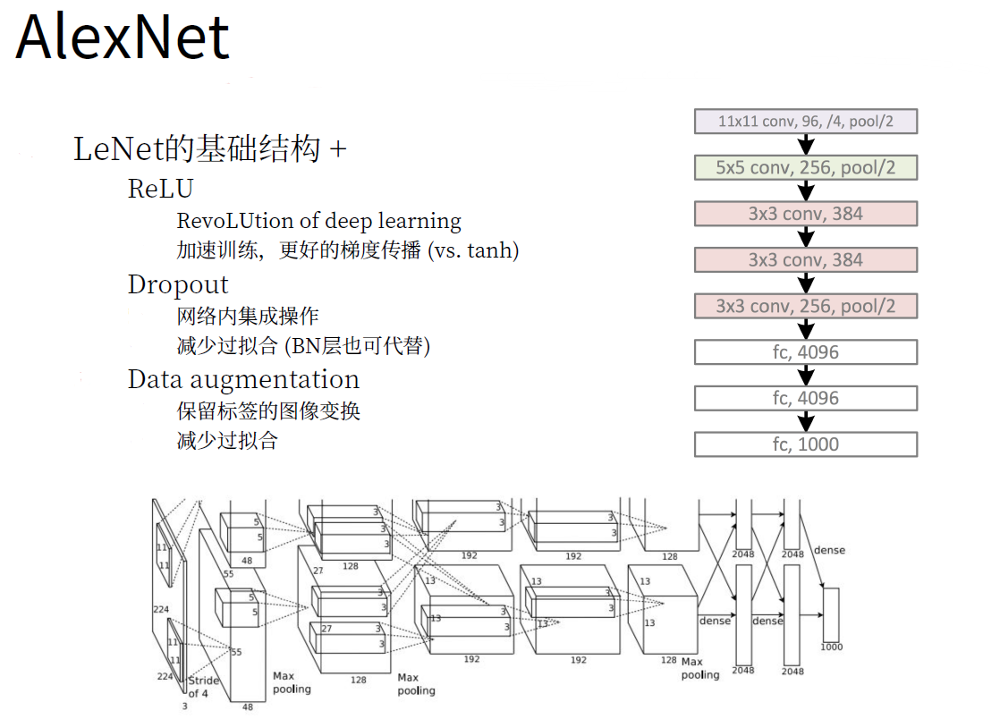 AlexNet
LeNet的基础结构 +
ReLU
RevoLUtion of deep learning
加速训练，更好的梯度传播 (vs. tanh)
Dropout
网络内集成操作
减少过拟合 (BN层也可代替)
Data augmentation
保留标签的图像变换
减少过拟合
11x11 conv, 96, /4, pool/2
5x5 conv, 256, pool/2
3x3 conv, 384
3x3 conv, 384
3x3 conv, 256, pool/2
fc, 4096
fc, 4096
fc, 1000
11
11
224
11
11
224
3
Stride
of 4
5
5
48
55
5
5
55
48
Max
pooling
3
3
3
128
27
3
3
27
3
3
128
Max
pooling
3
3
192
13
3
3
13
192
3
3
192
13
3
3
13
192
128
13
13
128
Max
pooling
2048
2048
dense
dense
dense
2048
2048
1000